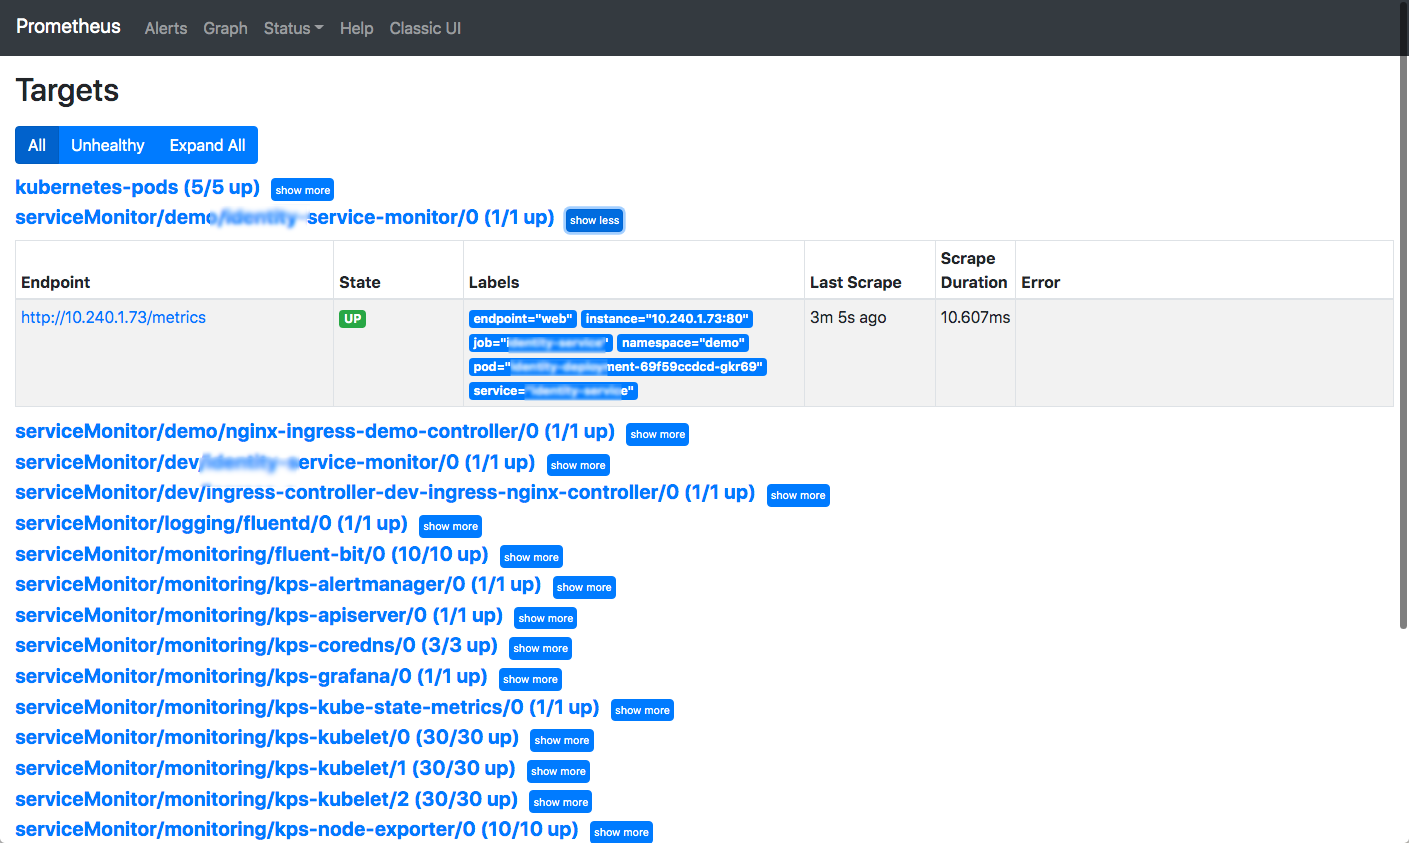 Prometheus Alerts Graph Status Help Classic UI
Targets
All Unhealthy Expand All
kubernetes-pods (5/5 up) show more
serviceMonitor/demo service-monitor/0 (1/1 up) show less
Endpoint State Labels Last Scrape Scrape Duration Error
http://10.240.1.73/metrics UP endpoint="web" instance="10.240.1.73:80" 3m 5s ago 10.607ms
job=" namespace="demo"
pod=" ment-69f59ccdcd-gkr69"
service=
serviceMonitor/demo/nginx-ingress-demo-controller/0 (1/1 up) show more
serviceMonitor/dev ervice-monitor/0 (1/1 up) show more
serviceMonitor/dev/ingress-controller-dev-ingress-nginx-controller/0 (1/1 up) show more
serviceMonitor/logging/fluentd/0 (1/1 up) show more
serviceMonitor/monitoring/fluent-bit/0 (10/10 up) show more
serviceMonitor/monitoring/kps-alertmanager/0 (1/1 up) show more
serviceMonitor/monitoring/kps-apiserver/0 (1/1 up) show more
serviceMonitor/monitoring/kps-coredns/0 (3/3 up) show more
serviceMonitor/monitoring/kps-grafana/0 (1/1 up) show more
serviceMonitor/monitoring/kps-kube-state-metrics/0 (1/1 up) show more
serviceMonitor/monitoring/kps-kubelet/0 (30/30 up) show more
serviceMonitor/monitoring/kps-kubelet/1 (30/30 up) show more
serviceMonitor/monitoring/kps-kubelet/2 (30/30 up) show more
serviceMonitor/monitoring/kps-node-exporter/0 (10/10 up) show more